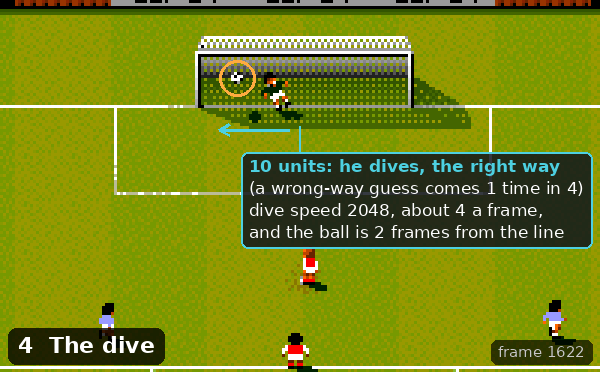 10 units: he dives, the right way
(a wrong-way guess comes 1 time in 4)
dive speed 2048, about 4 a frame,
and the ball is 2 frames from the line
4 The dive
frame 1622